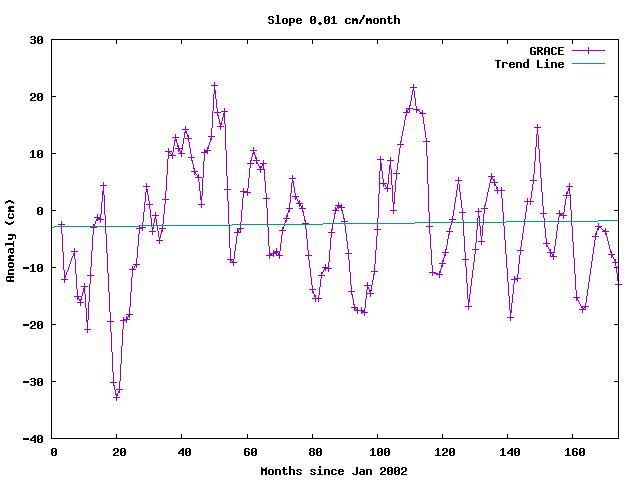 Slope 0.01 cm/month
GRACE
Trend Line
30
20
10
0
-10
-20
-30
-40
Anomaly (cm)
0 20 40 60 80 100 120 140 160
Months since Jan 2002